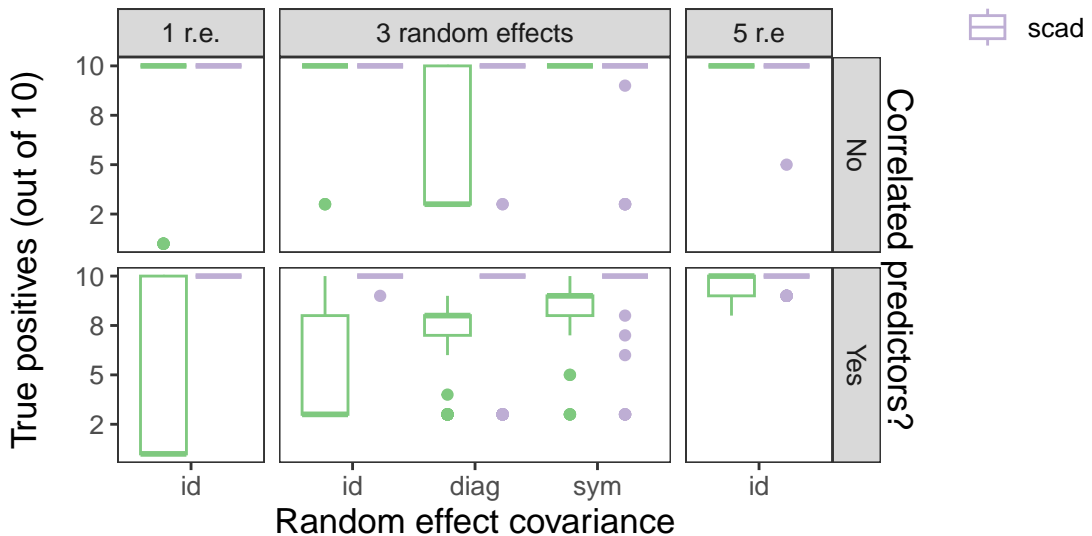 scad
1 r.e.
3 random effects
5 r.e
True positives (out of 10)
10
8
5
2
No
10
8
5
2
Yes
Correlated predictors?
id
id
diag
sym
id
Random effect covariance